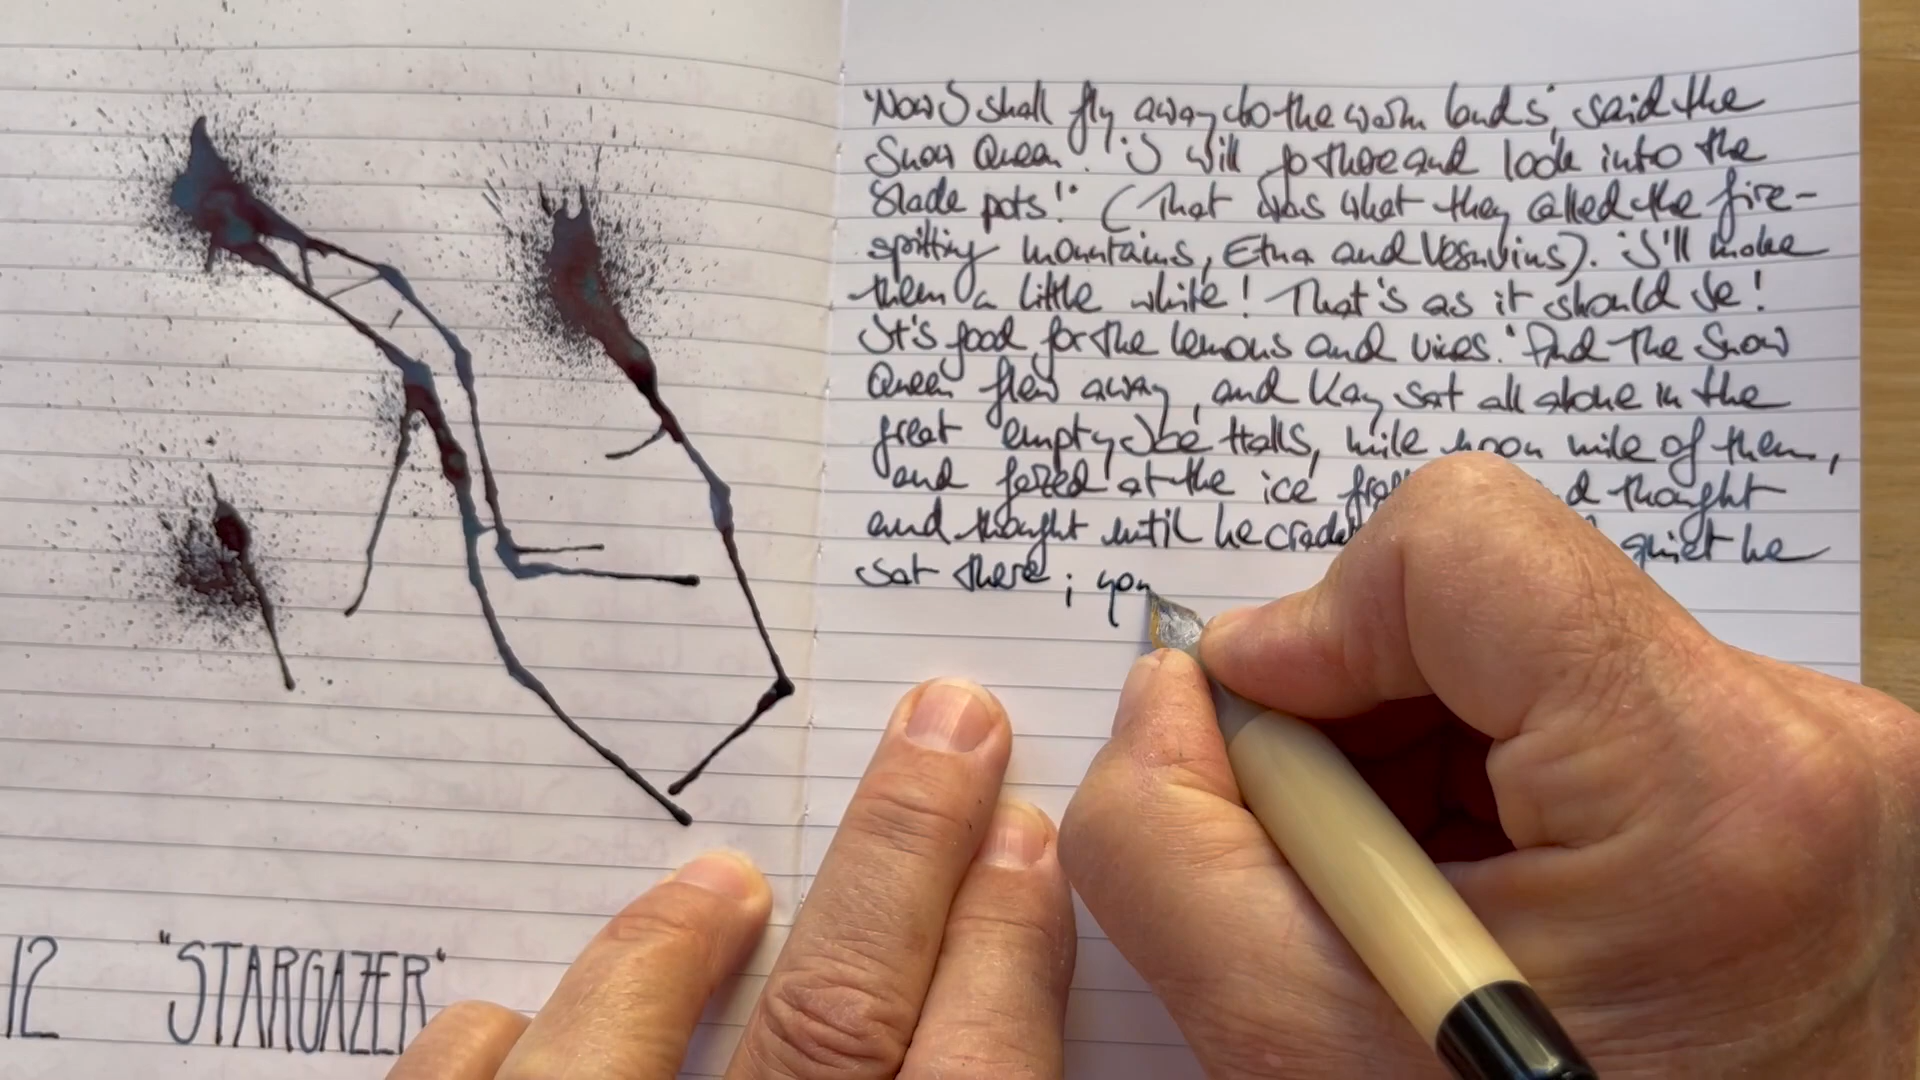 'Now I shall fly away to the warm lands', said the
Snow Queen. 'I will go there and look into the
black pots!' (That was what they called the fire-
spitting mountains, Etna and Vesuvius). 'I'll make
them a little white! That's as it should be!
It's good for the lemons and vines.' And the Snow
Queen flew away, and Kay sat all alone in the
great empty ice Halls, mile upon mile of them,
and gazed at the ice thought
and thought until he quiet he
sat there; you
12 "STARGAZER"